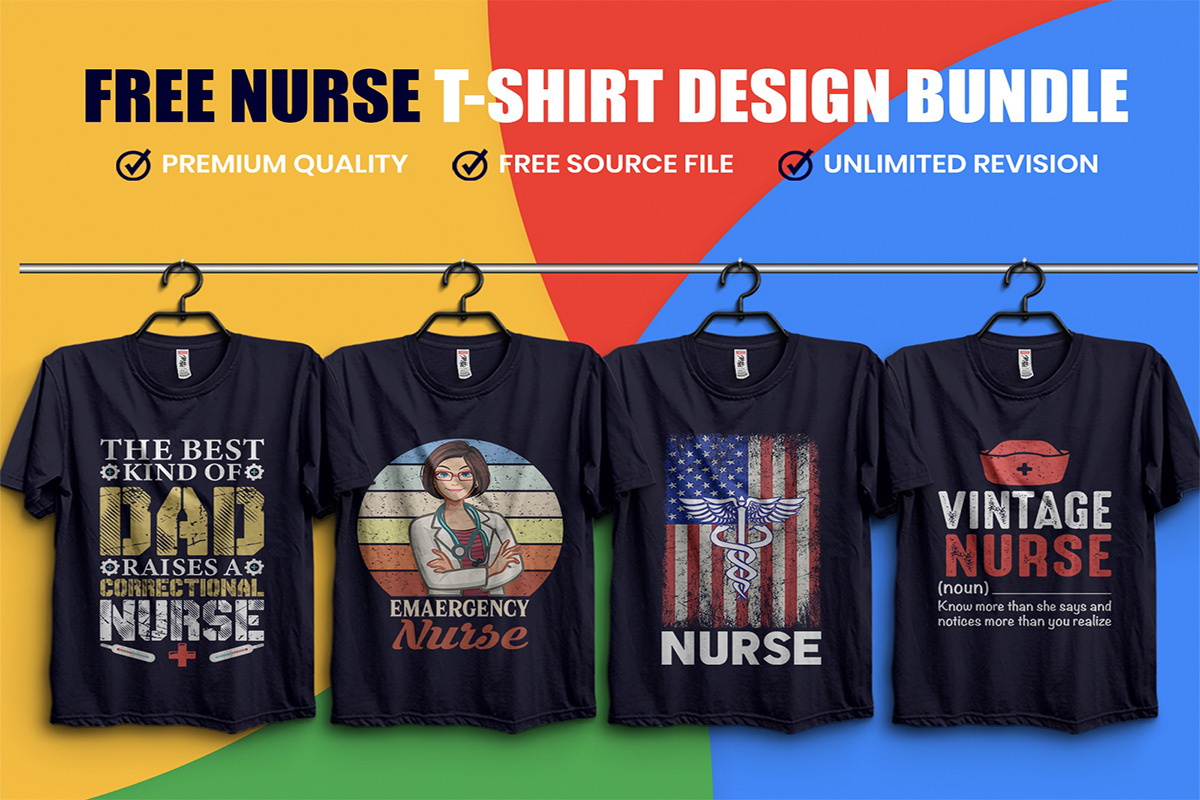 FREE NURSE T-SHIRT DESIGN BUNDLE
PREMIUM QUALITY
FREE SOURCE FILE
UNLIMITED REVISION
THE BEST
KIND OF
DAD
RAISES A
CORRECTIONAL
NURSE
EMAERGENCY
Nurse
NURSE
VINTAGE
NURSE
(noun)
Know more than she says and
notices more than you realize